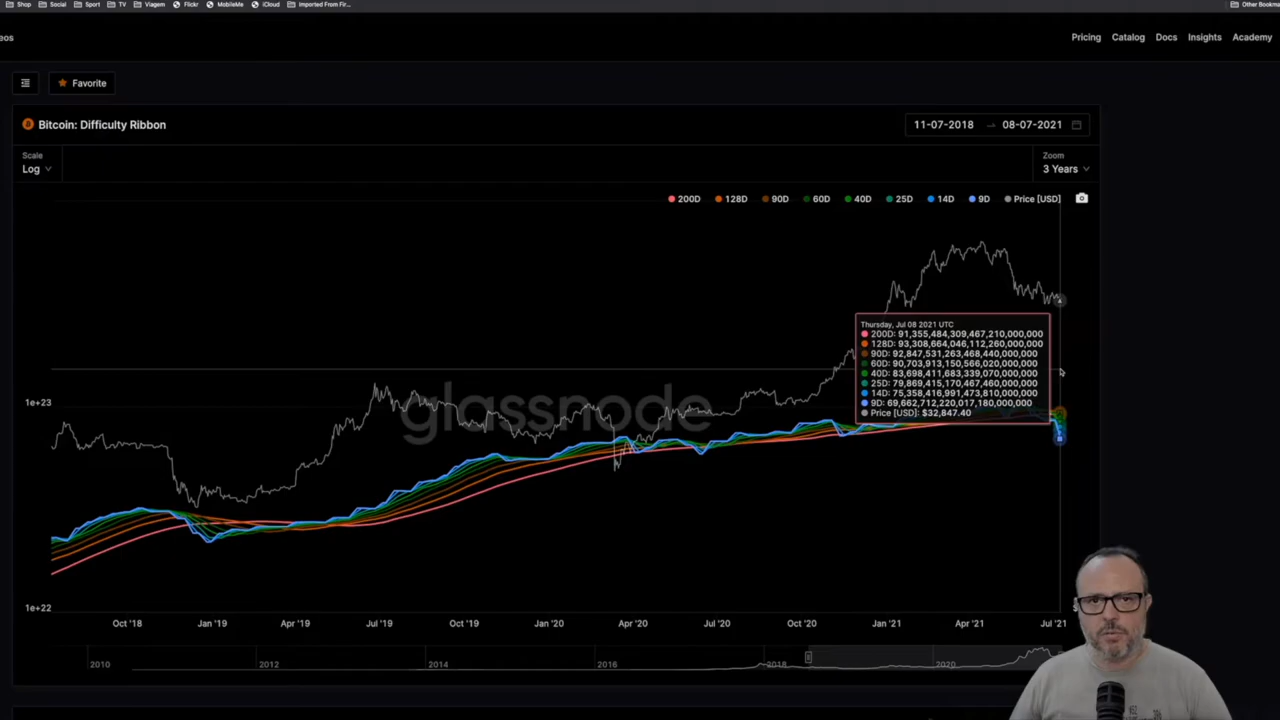 Shop Social Sport TV Viagem Flickr MobileMe iCloud Imported From Fir... Other Bookma
eos Pricing Catalog Docs Insights Academy
Favorite
Bitcoin: Difficulty Ribbon 11-07-2018 → 08-07-2021
Scale Zoom
Log 3 Years
200D 128D 90D 60D 40D 25D 14D 9D Price [USD]
Thursday, Jul 08 2021 UTC
200D: 91,355,484,309,467,210,000,000
128D: 93,308,664,046,112,260,000,000
90D: 92,847,531,263,468,440,000,000
60D: 90,703,913,150,566,020,000,000
40D: 83,698,411,683,339,070,000,000
25D: 79,869,415,170,467,460,000,000
14D: 75,358,416,991,473,810,000,000
9D: 69,662,712,220,017,180,000,000
Price [USD]: $32,847.40
1e+23
glassnode
1e+22
Oct '18 Jan '19 Apr '19 Jul '19 Oct '19 Jan '20 Apr '20 Jul '20 Oct '20 Jan '21 Apr '21 Jul '21
2010 2012 2014 2016 2018 2020